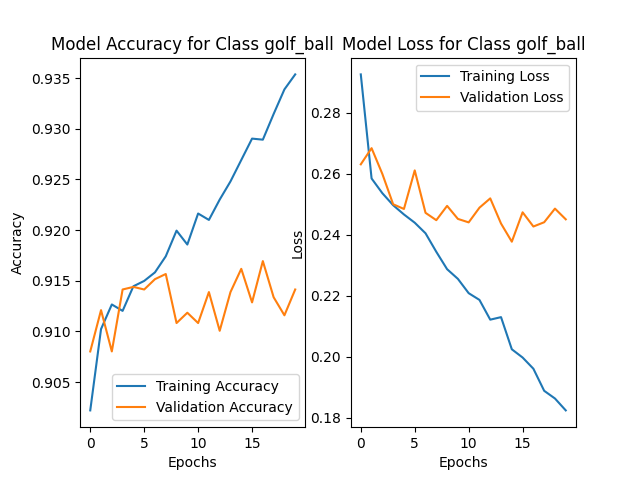 Model Accuracy for Class golf_ball
Accuracy
0.935
0.930
0.925
0.920
0.915
0.910
0.905
0
5
10
15
Epochs
Training Accuracy
Validation Accuracy
Model Loss for Class golf_ball
Loss
0.28
0.26
0.24
0.22
0.20
0.18
0
5
10
15
Epochs
Training Loss
Validation Loss